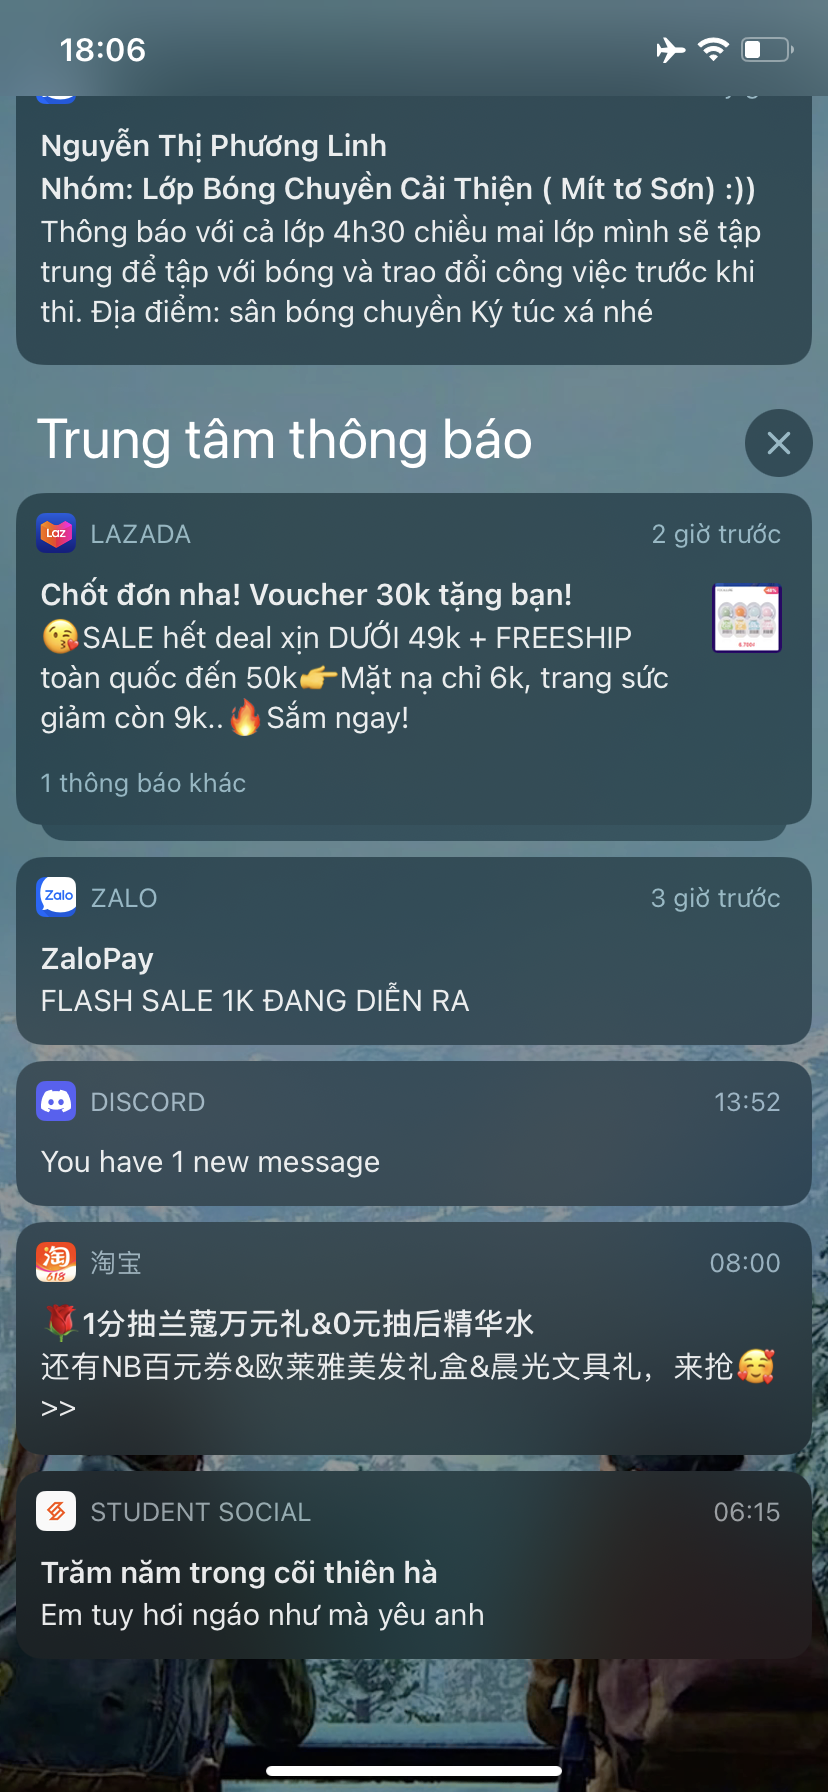 18:06
Nguyễn Thị Phương Linh
Nhóm: Lớp Bóng Chuyền Cải Thiện ( Mít tơ Sơn) :))
Thông báo với cả lớp 4h30 chiều mai lớp mình sẽ tập
trung để tập với bóng và trao đổi công việc trước khi
thi. Địa điểm: sân bóng chuyền Ký túc xá nhé
Trung tâm thông báo
Laz
LAZADA
2 giờ trước
Chốt đơn nha! Voucher 30k tặng bạn!
😘SALE hết deal xịn DƯỚI 49k + FREESHIP
toàn quốc đến 50k👉Mặt nạ chỉ 6k, trang sức
giảm còn 9k..🔥Sắm ngay!
1 thông báo khác
Zalo
ZALO
3 giờ trước
ZaloPay
FLASH SALE 1K ĐANG DIỄN RA
DISCORD
13:52
You have 1 new message
淘
618
淘宝
08:00
🌹1分抽兰蔻万元礼&0元抽后精华水
还有NB百元券&欧莱雅美发礼盒&晨光文具礼，来抢🥰
>>
STUDENT SOCIAL
06:15
Trăm năm trong cõi thiên hà
Em tuy hơi ngáo như mà yêu anh